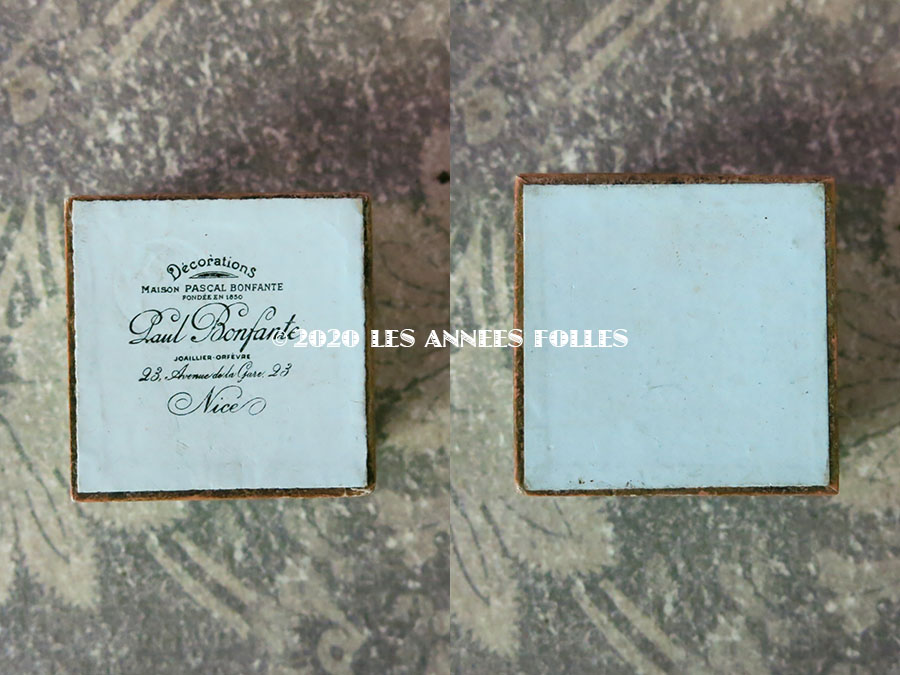 Décorations
MAISON PASCAL BONFANTE
FONDÉE EN 1850
Paul Bonfante
JOAILLIER-ORFÈVRE
23, Avenue de la Gare, 23
Nice
©2020 LES ANNEES FOLLES